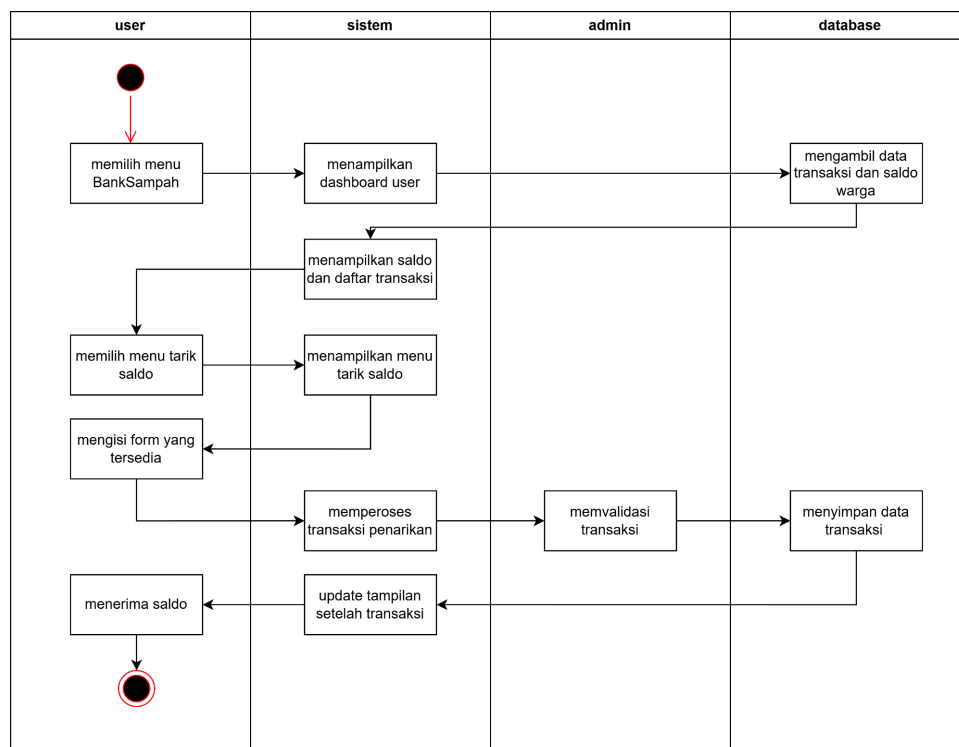 user
sistem
admin
database
memilih menu
BankSampah
menampilkan
dashboard user
mengambil data
transaksi dan saldo
warga
menampilkan saldo
dan daftar transaksi
memilih menu tarik
saldo
menampilkan menu
tarik saldo
mengisi form yang
tersedia
memperoses
transaksi penarikan
memvalidasi
transaksi
menyimpan data
transaksi
menerima saldo
update tampilan
setelah transaksi